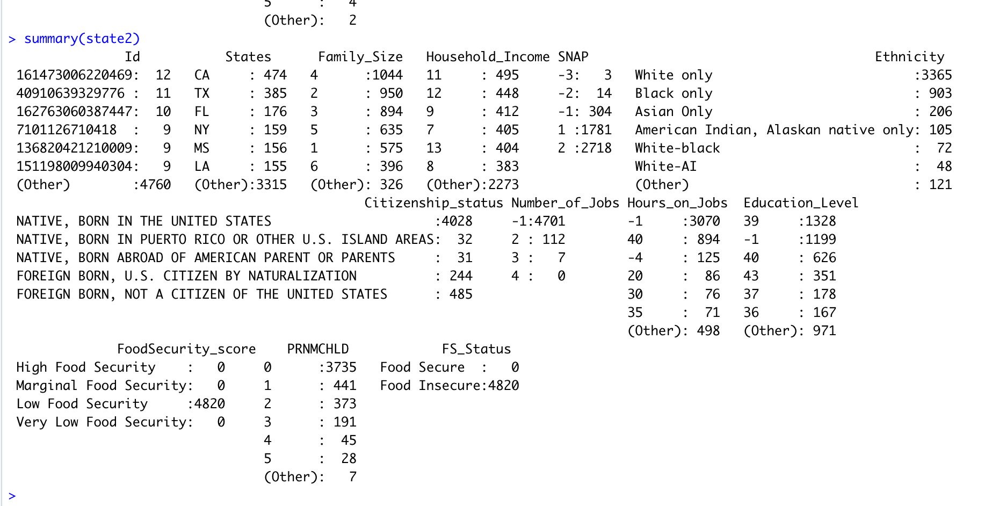 5      :   4
(Other):   2
> summary(state2)
Id States Family_Size Household_Income SNAP Ethnicity
161473006220469:  12   CA     : 474   4      :1044   11     : 495   -3:   3   White only                          :3365
40910639329776 :  11   TX     : 385   2      : 950   12     : 448   -2:  14   Black only                          : 903
162763060387447:  10   FL     : 176   3      : 894   9      : 412   -1: 304   Asian Only                          : 206
7101126710418  :   9   NY     : 159   5      : 635   7      : 405   1 :1781   American Indian, Alaskan native only: 105
136820421210009:   9   MS     : 156   1      : 575   13     : 404   2 :2718   White-black                         :  72
151198009940304:   9   LA     : 155   6      : 396   8      : 383             White-AI                            :  48
(Other)        :4760   (Other):3315   (Other): 326   (Other):2273             (Other)                             : 121
Citizenship_status Number_of_Jobs Hours_on_Jobs Education_Level
NATIVE, BORN IN THE UNITED STATES                     :4028   -1:4701   -1     :3070   39     :1328
NATIVE, BORN IN PUERTO RICO OR OTHER U.S. ISLAND AREAS:  32   2 : 112   40     : 894   -1     :1199
NATIVE, BORN ABROAD OF AMERICAN PARENT OR PARENTS     :  31   3 :   7   -4     : 125   40     : 626
FOREIGN BORN, U.S. CITIZEN BY NATURALIZATION          : 244   4 :   0   20     :  86   43     : 351
FOREIGN BORN, NOT A CITIZEN OF THE UNITED STATES      : 485   30     :  76   37     : 178
35     :  71   36     : 167
(Other): 498   (Other): 971
FoodSecurity_score PRNMCHLD FS_Status
High Food Security    :   0   0      :3735   Food Secure  :   0
Marginal Food Security:   0   1      : 441   Food Insecure:4820
Low Food Security     :4820   2      : 373
Very Low Food Security:   0   3      : 191
4      :  45
5      :  28
(Other):   7
>